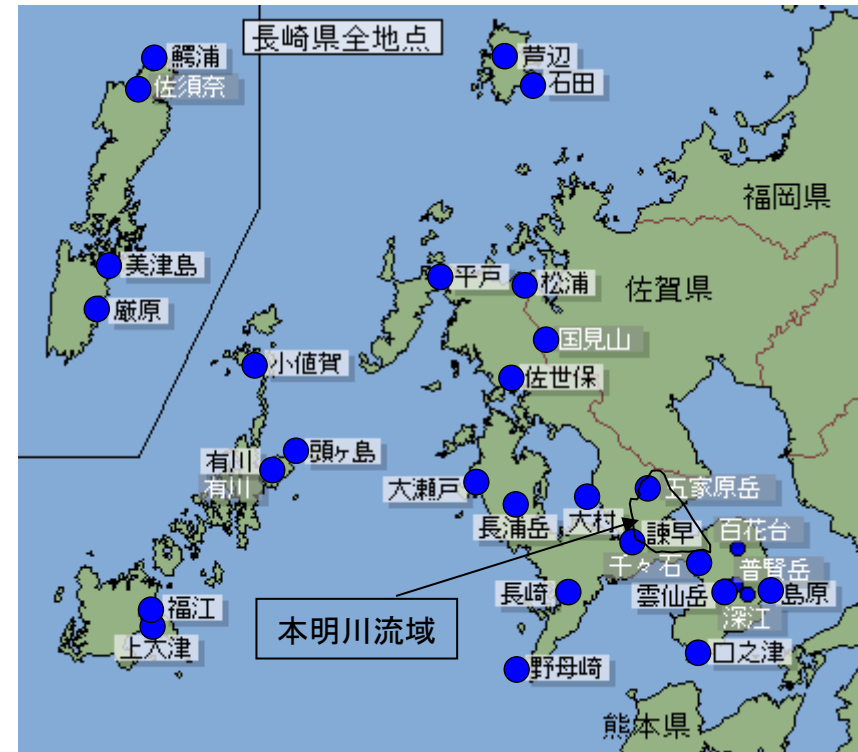 長崎県全地点
鰐浦
佐須奈
芦辺
石田
福岡県
美津島
厳原
平戸
松浦
佐賀県
国見山
小値賀
佐世保
頭ヶ島
有川
有川
大瀬戸
長浦岳
大村
五家原岳
諫早
百花台
千々石
普賢岳
長崎
雲仙岳
島原
深江
福江
上大津
本明川流域
口之津
野母崎
熊本県